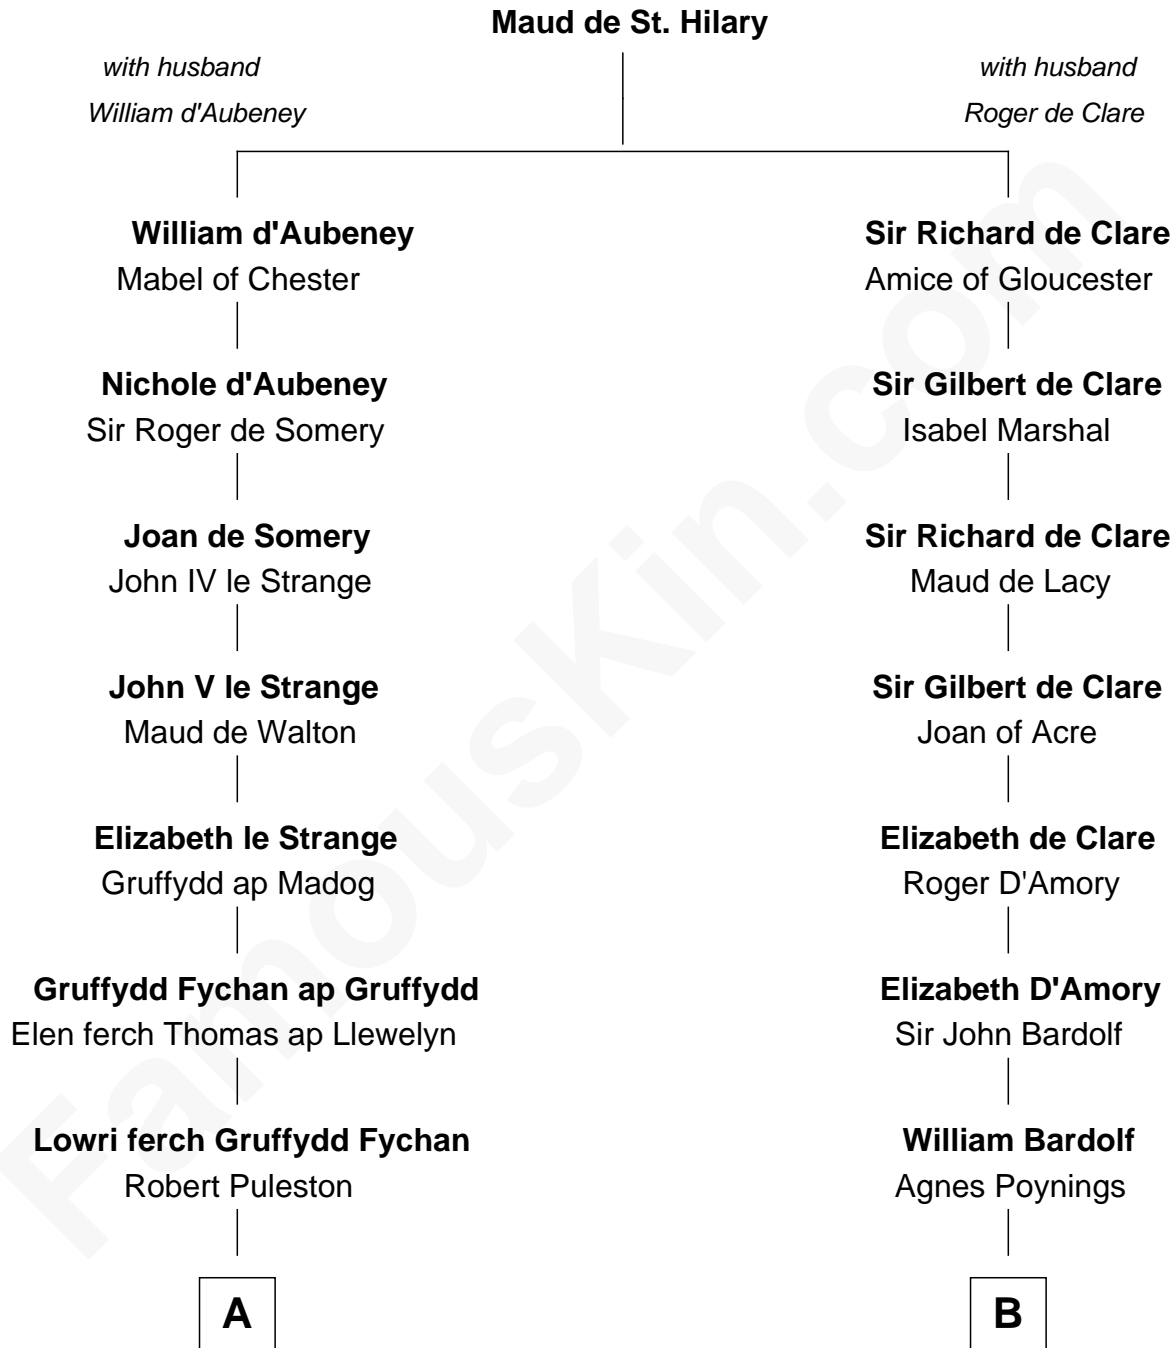 Maud de St. Hilary
with husband
William d'Aubeney
with husband
Roger de Clare
William d'Aubeney
Mabel of Chester
Sir Richard de Clare
Amice of Gloucester
Nichole d'Aubeney
Sir Roger de Somery
Sir Gilbert de Clare
Isabel Marshal
Joan de Somery
John IV le Strange
Sir Richard de Clare
Maud de Lacy
John V le Strange
Maud de Walton
Sir Gilbert de Clare
Joan of Acre
Elizabeth le Strange
Gruffydd ap Madog
Elizabeth de Clare
Roger D'Amory
Gruffydd Fychan ap Gruffydd
Elen ferch Thomas ap Llewelyn
Elizabeth D'Amory
Sir John Bardolf
Lowri ferch Gruffydd Fychan
Robert Puleston
William Bardolf
Agnes Poynings
A
B
FamousKin.com